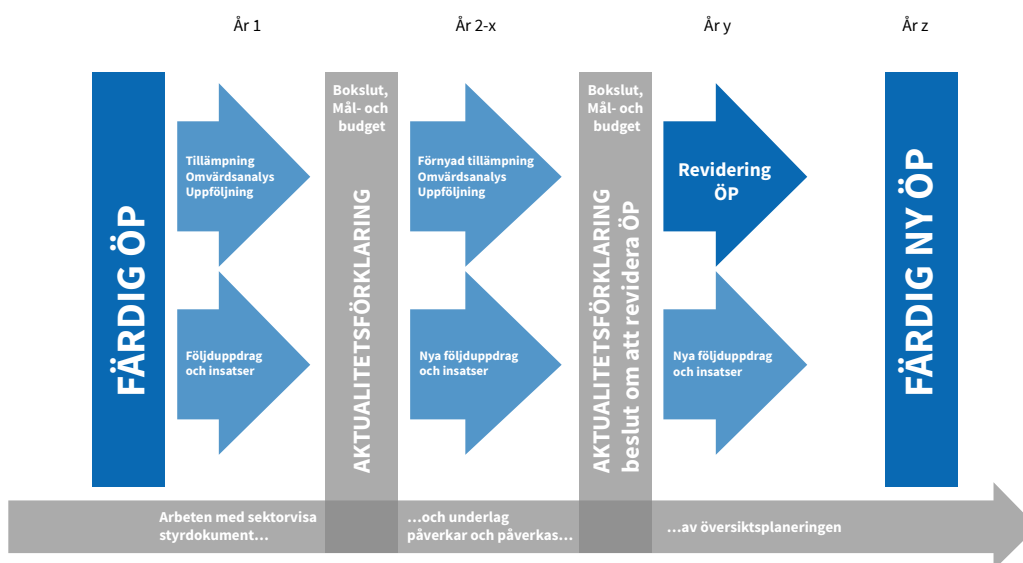 År 1
År 2-x
År y
År z
FÄRDIG ÖP
Tillämpning
Omvärdsanalys
Uppföljning
Följduppdrag
och insatser
Bokslut,
Mål- och
budget
AKTUALITETSFÖRKLARING
Förnyad tillämpning
Omvärdsanalys
Uppföljning
Nya följduppdrag
och insatser
Bokslut,
Mål- och
budget
AKTUALITETSFÖRKLARING
beslut om att revidera ÖP
Revidering
ÖP
Nya följduppdrag
och insatser
FÄRDIG NY ÖP
Arbeten med sektorvisa
styrdokument…
…och underlag
påverkar och påverkas…
…av översiktsplaneringen